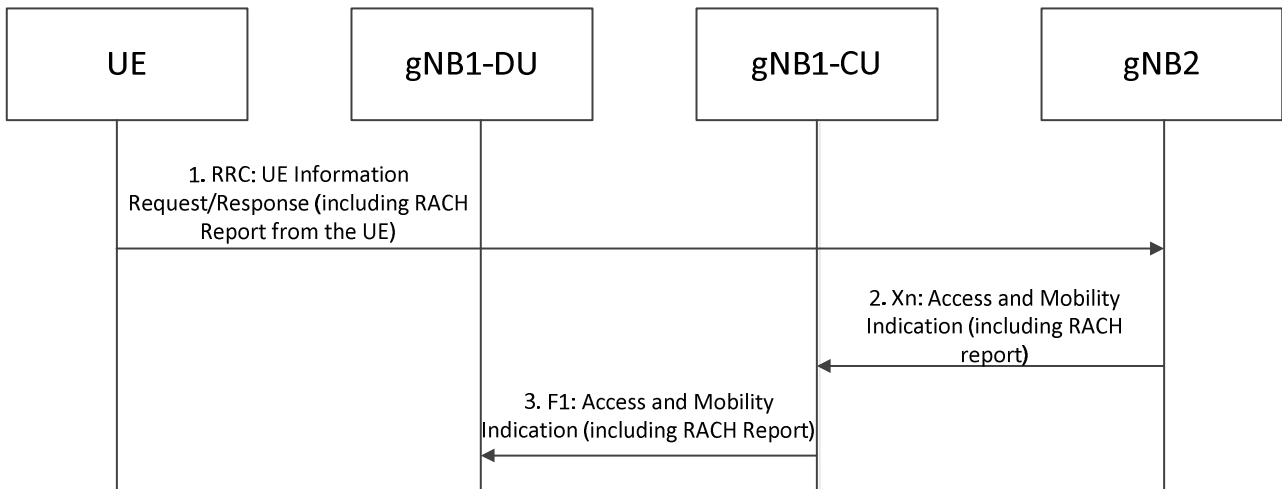 UE
gNB1-DU
gNB1-CU
gNB2
1. RRC: UE Information
Request/Response (including RACH
Report from the UE)
2. Xn: Access and Mobility
Indication (including RACH
report)
3. F1: Access and Mobility
Indication (including RACH Report)